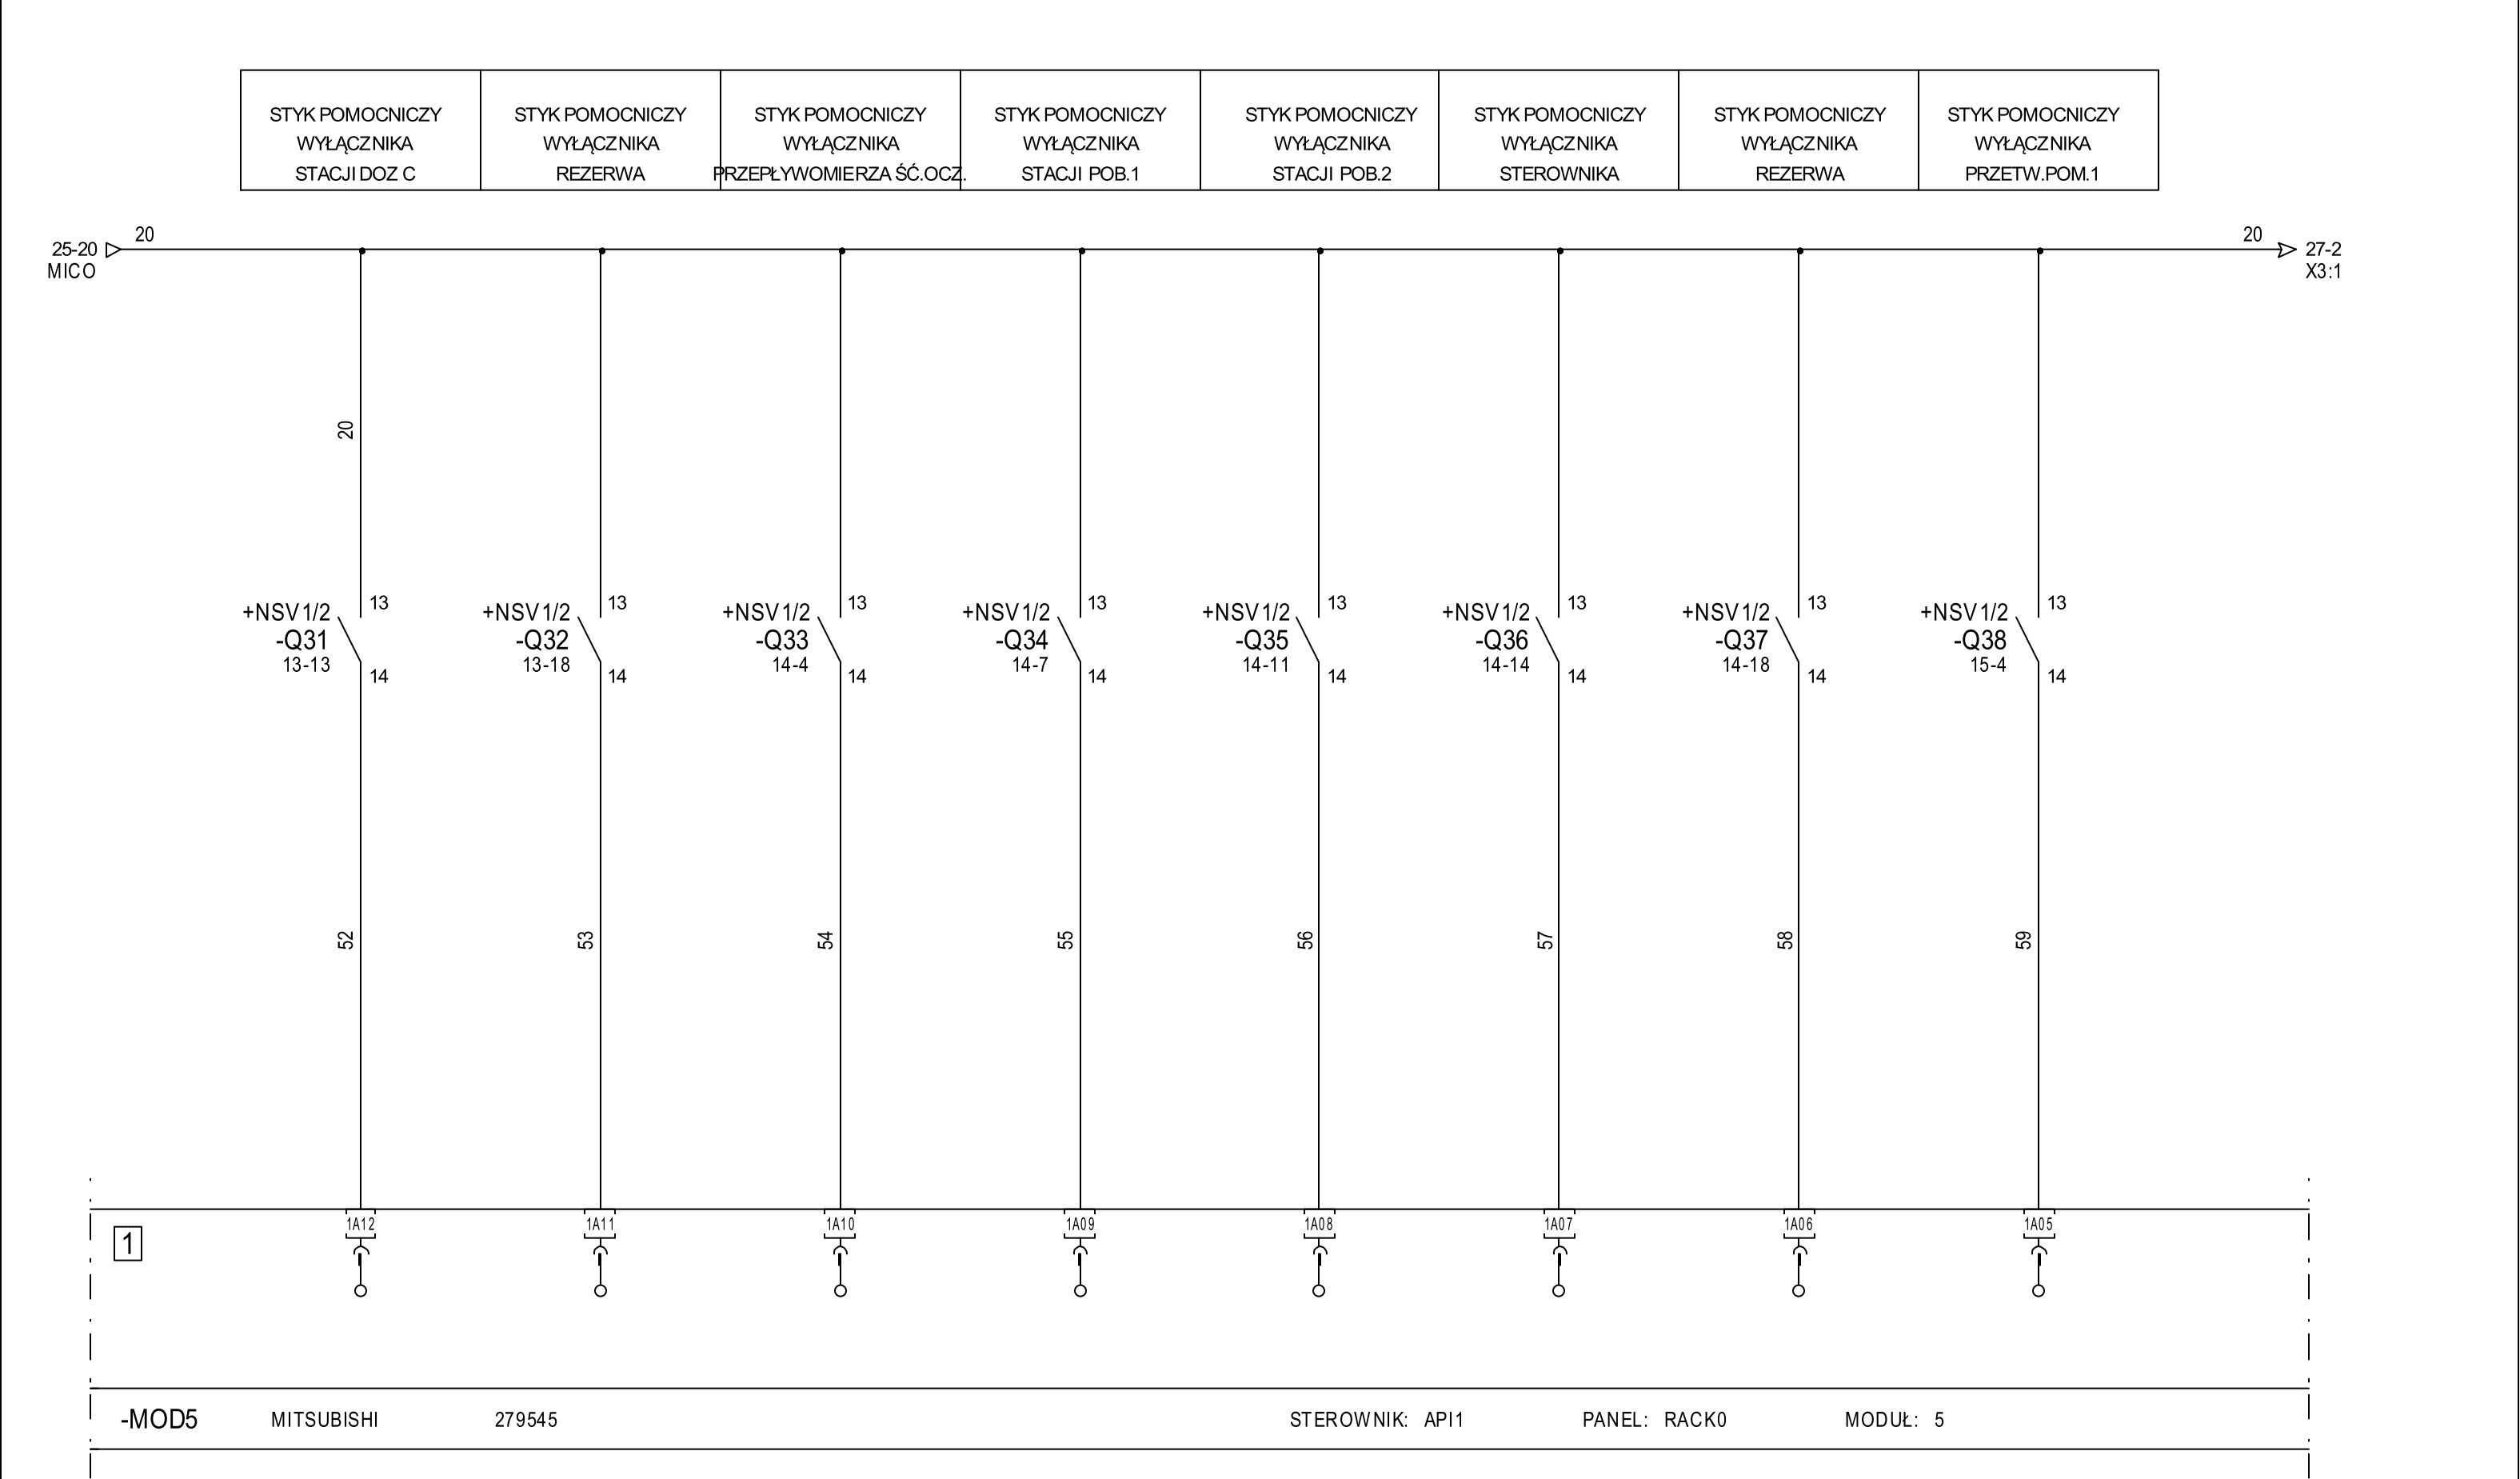 STYK POMOCNICZY
WYŁĄCZNIKA
STACJI DOZ C
STYK POMOCNICZY
WYŁĄCZNIKA
REZERWA
STYK POMOCNICZY
WYŁĄCZNIKA
PRZEPŁYWOMIERZA ŚĆ.OCZ.
STYK POMOCNICZY
WYŁĄCZNIKA
STACJI POB.1
STYK POMOCNICZY
WYŁĄCZNIKA
STACJI POB.2
STYK POMOCNICZY
WYŁĄCZNIKA
STEROWNIKA
STYK POMOCNICZY
WYŁĄCZNIKA
REZERWA
STYK POMOCNICZY
WYŁĄCZNIKA
PRZETW.POM.1
25-20
MICO
20
20
27-2
X3:1
20
+NSV1/2
-Q31
13-13
13
14
+NSV1/2
-Q32
13-18
13
14
+NSV1/2
-Q33
14-4
13
14
+NSV1/2
-Q34
14-7
13
14
+NSV1/2
-Q35
14-11
13
14
+NSV1/2
-Q36
14-14
13
14
+NSV1/2
-Q37
14-18
13
14
+NSV1/2
-Q38
15-4
13
14
52
53
54
55
56
57
58
59
1
1A12
1A11
1A10
1A09
1A08
1A07
1A06
1A05
-MOD5 MITSUBISHI 279545 STEROWNIK: API1 PANEL: RACK0 MODUŁ: 5